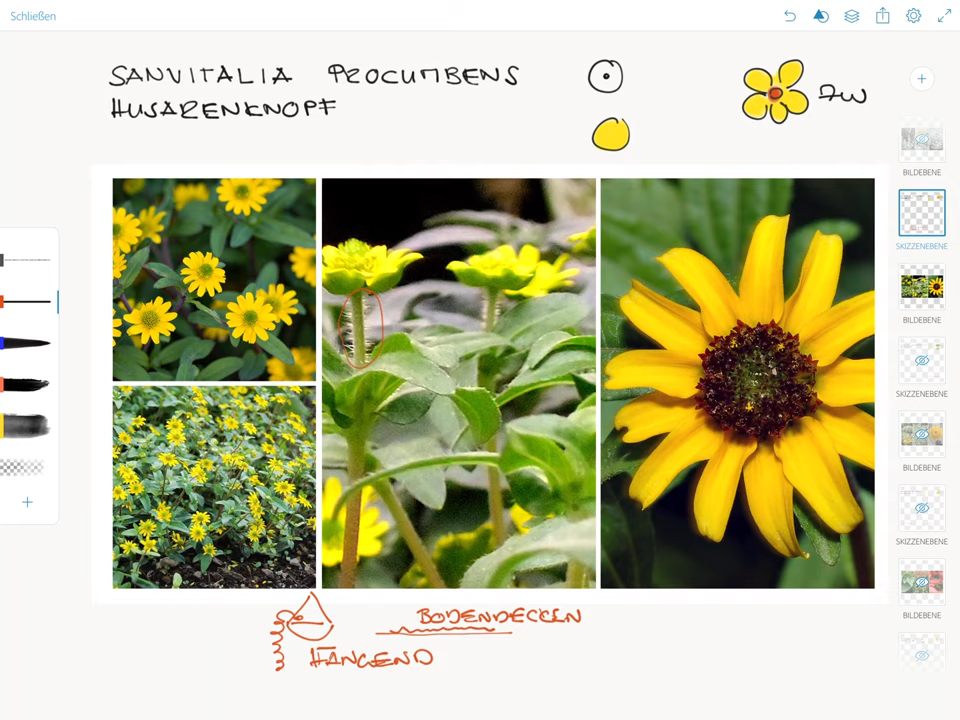 Schließen
SANVITALIA PROCUMBENS
HUSARENKNOPF
ZW
BILDEBENE
SKIZZENEBENE
BILDEBENE
SKIZZENEBENE
BILDEBENE
SKIZZENEBENE
BILDEBENE
BODENDECKEN
HÄNGEND